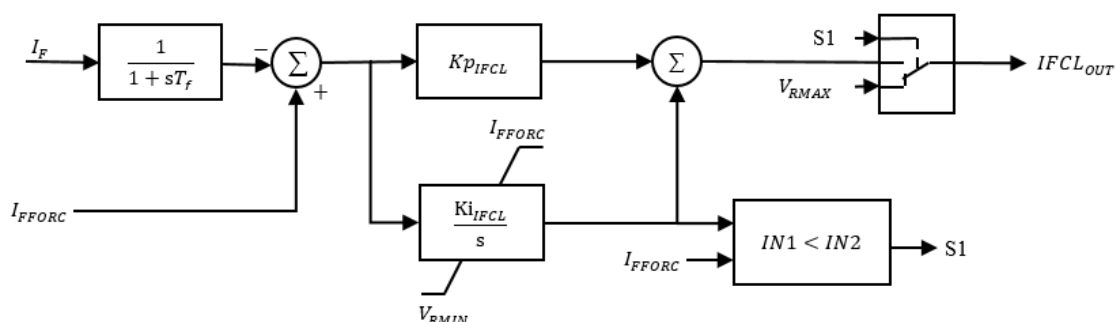 S1
I_F
1
1 + sT_f
−
Σ
+
Kp_IFCL
Σ
V_RMAX
IFCL_OUT
I_FFORC
I_FFORC
Ki_IFCL
s
V_RMIN
I_FFORC
IN1 < IN2
S1